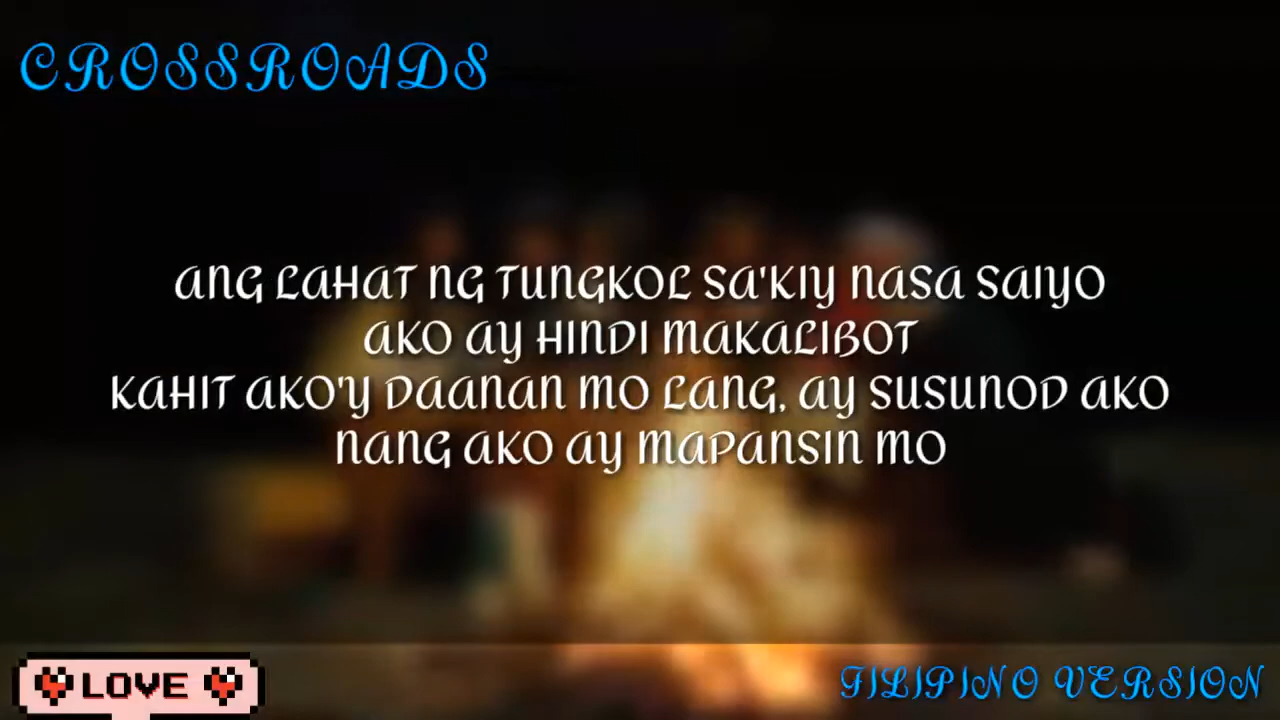 CROSSROADS
ANG LAHAT NG TUNGKOL SA'KIY NASA SAIYO
AKO AY HINDI MAKALIBOT
KAHIT AKO'Y DAANAN MO LANG, AY SUSUNOD AKO
NANG AKO AY MAPANSIN MO
LOVE
FILIPINO VERSION